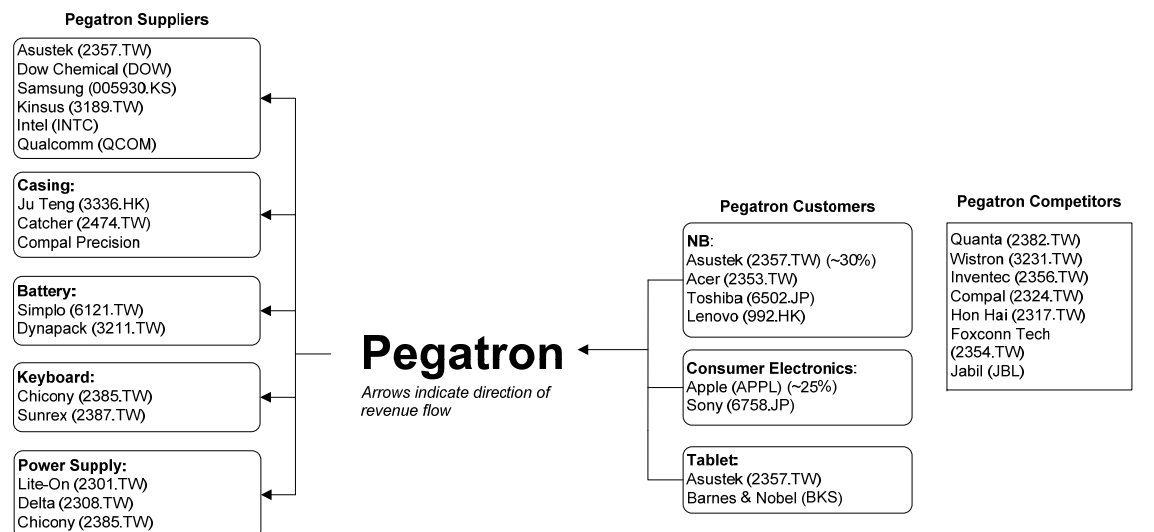 Pegatron Suppliers
Asustek (2357.TW)
Dow Chemical (DOW)
Samsung (005930.KS)
Kinsus (3189.TW)
Intel (INTC)
Qualcomm (QCOM)
Casing:
Ju Teng (3336.HK)
Catcher (2474.TW)
Compal Precision
Battery:
Simplo (6121.TW)
Dynapack (3211.TW)
Keyboard:
Chicony (2385.TW)
Sunrex (2387.TW)
Power Supply:
Lite-On (2301.TW)
Delta (2308.TW)
Chicony (2385.TW)
Pegatron
Arrows indicate direction of
revenue flow
Pegatron Customers
NB:
Asustek (2357.TW) (~30%)
Acer (2353.TW)
Toshiba (6502.JP)
Lenovo (992.HK)
Consumer Electronics:
Apple (APPL) (~25%)
Sony (6758.JP)
Tablet:
Asustek (2357.TW)
Barnes & Nobel (BKS)
Pegatron Competitors
Quanta (2382.TW)
Wistron (3231.TW)
Inventec (2356.TW)
Compal (2324.TW)
Hon Hai (2317.TW)
Foxconn Tech
(2354.TW)
Jabil (JBL)